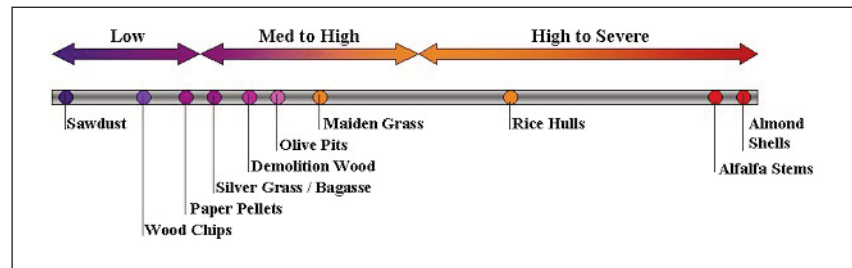 Low
Med to High
High to Severe
Sawdust
Maiden Grass
Rice Hulls
Almond
Shells
Olive Pits
Demolition Wood
Alfalfa Stems
Silver Grass / Bagasse
Paper Pellets
Wood Chips